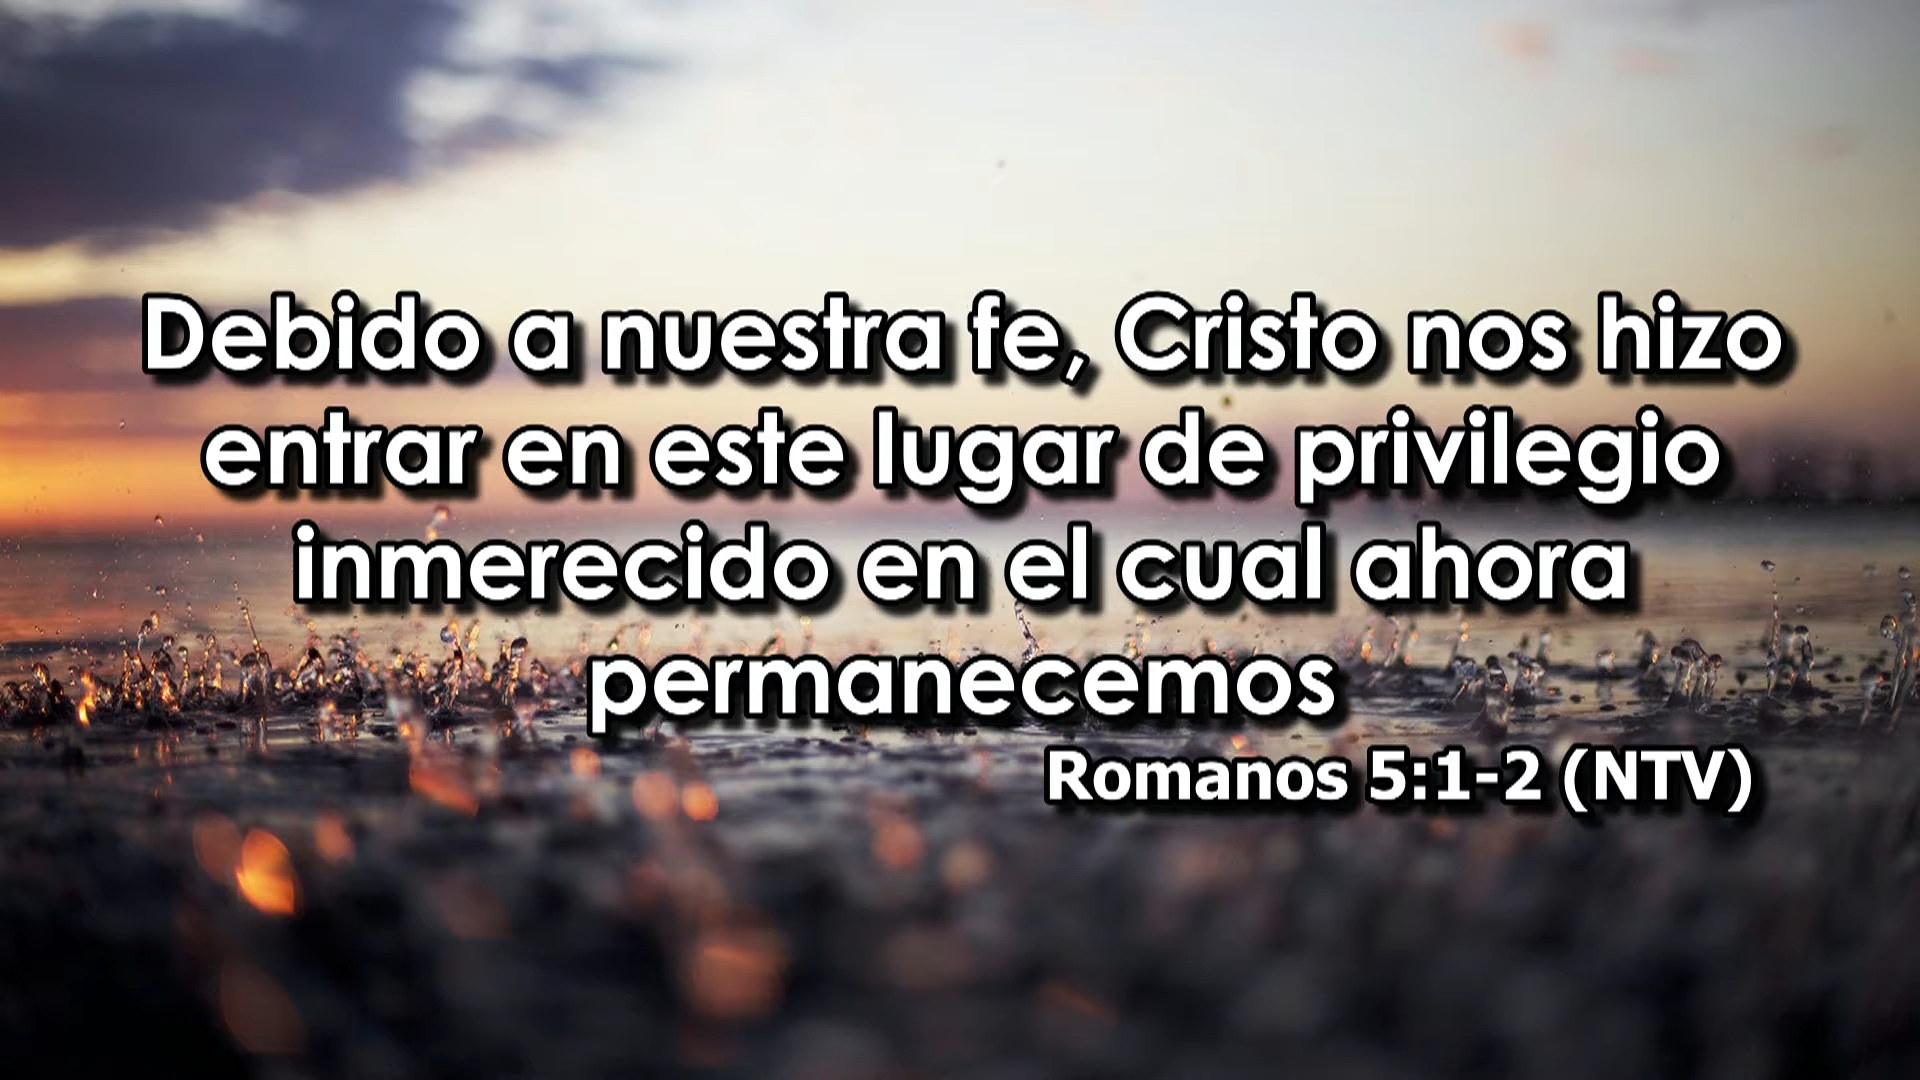 Debido a nuestra fe, Cristo nos hizo
entrar en este lugar de privilegio
inmerecido en el cual ahora
permanecemos
Romanos 5:1-2 (NTV)